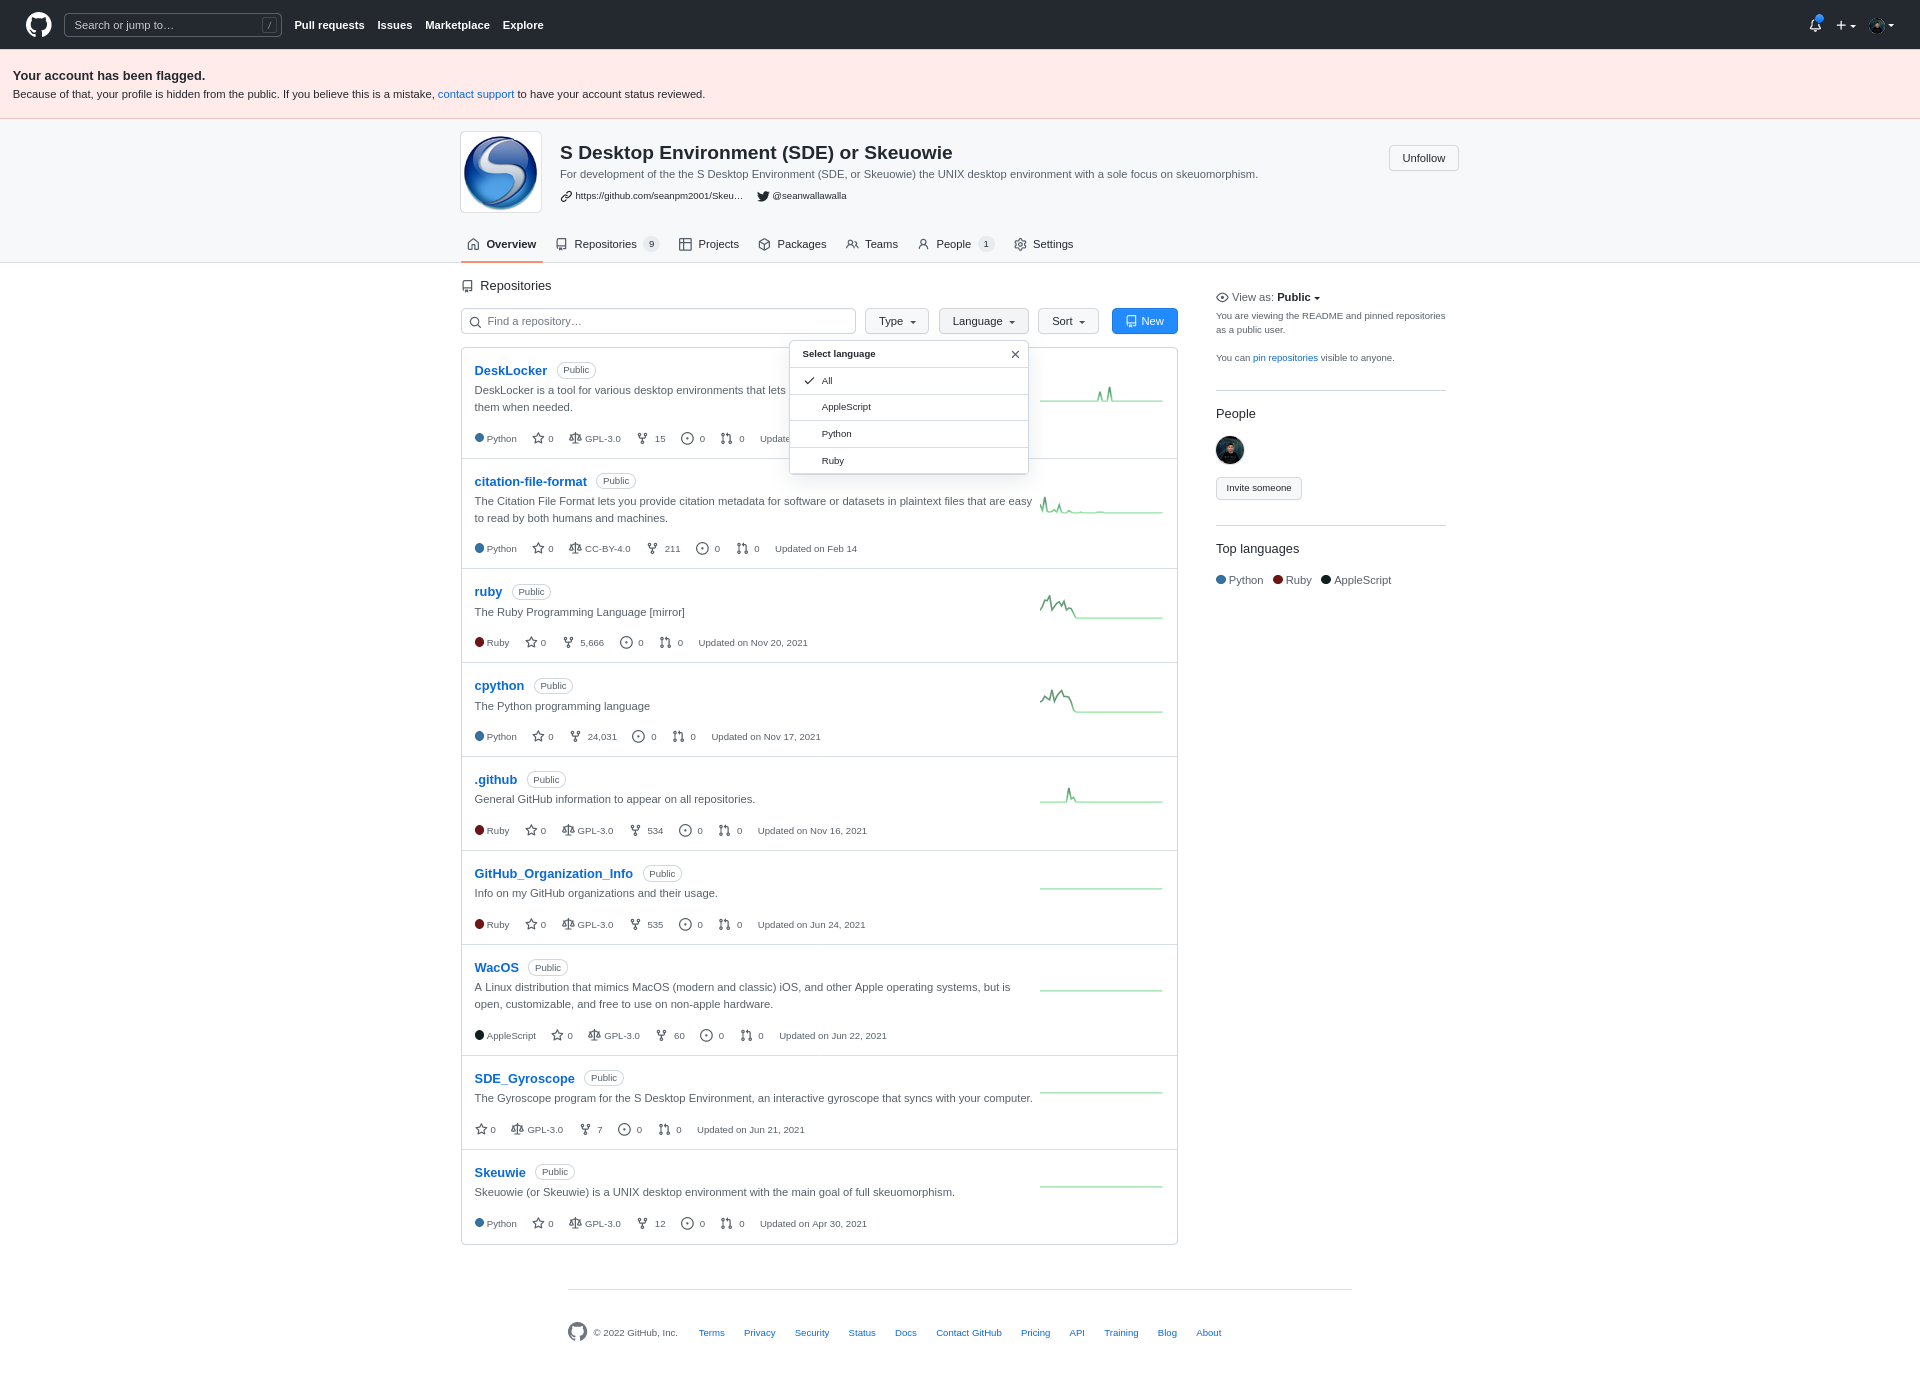 Search or jump to…
/
Pull requests
Issues
Marketplace
Explore
Your account has been flagged.
Because of that, your profile is hidden from the public. If you believe this is a mistake, contact support to have your account status reviewed.
S Desktop Environment (SDE) or Skeuowie
For development of the the S Desktop Environment (SDE, or Skeuowie) the UNIX desktop environment with a sole focus on skeuomorphism.
https://github.com/seanpm2001/Skeu…
@seanwallawalla
Unfollow
Overview
Repositories 9
Projects
Packages
Teams
People 1
Settings
Repositories
Find a repository…
Type
Language
Sort
New
Select language
All
AppleScript
Python
Ruby
DeskLocker Public
DeskLocker is a tool for various desktop environments that lets
them when needed.
Python 0 GPL-3.0 15 0 0 Update
citation-file-format Public
The Citation File Format lets you provide citation metadata for software or datasets in plaintext files that are easy
to read by both humans and machines.
Python 0 CC-BY-4.0 211 0 0 Updated on Feb 14
ruby Public
The Ruby Programming Language [mirror]
Ruby 0 5,666 0 0 Updated on Nov 20, 2021
cpython Public
The Python programming language
Python 0 24,031 0 0 Updated on Nov 17, 2021
.github Public
General GitHub information to appear on all repositories.
Ruby 0 GPL-3.0 534 0 0 Updated on Nov 16, 2021
GitHub_Organization_Info Public
Info on my GitHub organizations and their usage.
Ruby 0 GPL-3.0 535 0 0 Updated on Jun 24, 2021
WacOS Public
A Linux distribution that mimics MacOS (modern and classic) iOS, and other Apple operating systems, but is
open, customizable, and free to use on non-apple hardware.
AppleScript 0 GPL-3.0 60 0 0 Updated on Jun 22, 2021
SDE_Gyroscope Public
The Gyroscope program for the S Desktop Environment, an interactive gyroscope that syncs with your computer.
0 GPL-3.0 7 0 0 Updated on Jun 21, 2021
Skeuwie Public
Skeuowie (or Skeuwie) is a UNIX desktop environment with the main goal of full skeuomorphism.
Python 0 GPL-3.0 12 0 0 Updated on Apr 30, 2021
View as: Public
You are viewing the README and pinned repositories
as a public user.
You can pin repositories visible to anyone.
People
Invite someone
Top languages
Python Ruby AppleScript
© 2022 GitHub, Inc.
Terms
Privacy
Security
Status
Docs
Contact GitHub
Pricing
API
Training
Blog
About